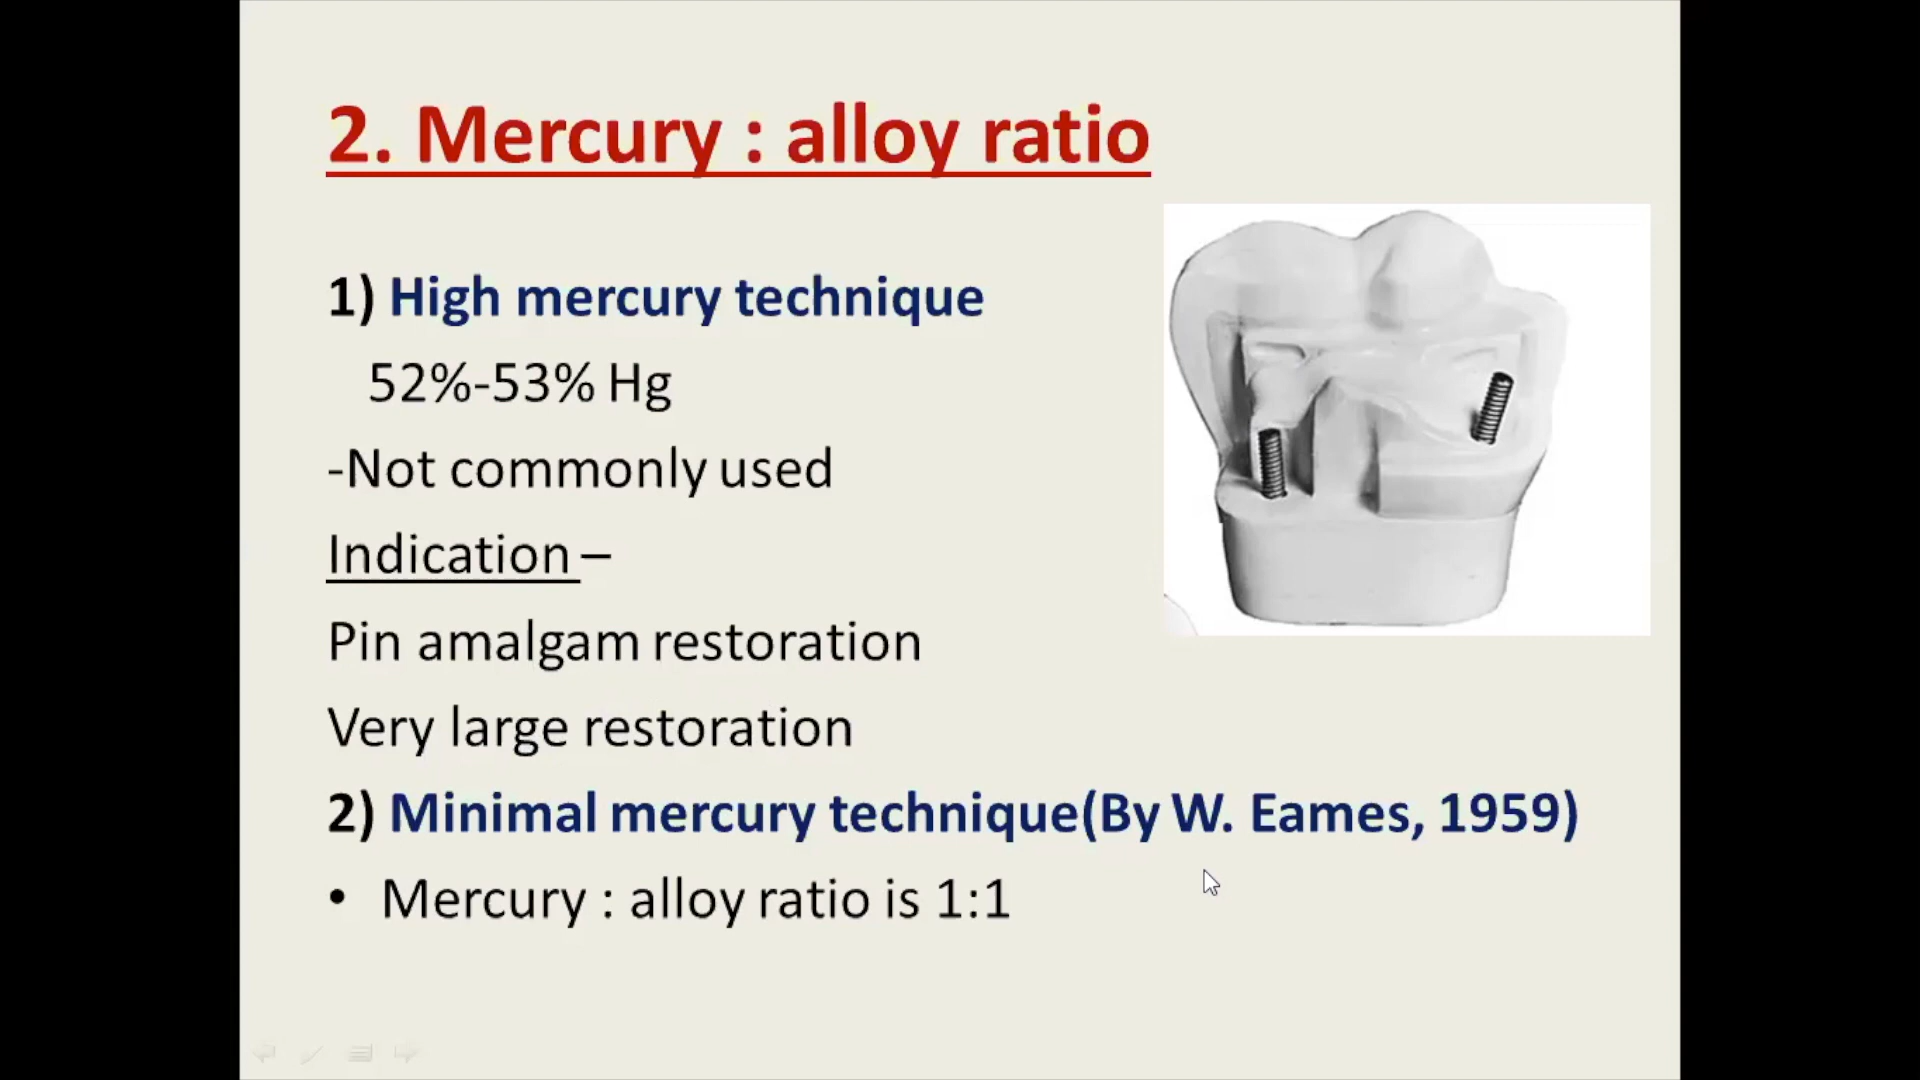 2. Mercury : alloy ratio
1) High mercury technique
52%-53% Hg
-Not commonly used
Indication –
Pin amalgam restoration
Very large restoration
2) Minimal mercury technique(By W. Eames, 1959)
• Mercury : alloy ratio is 1:1